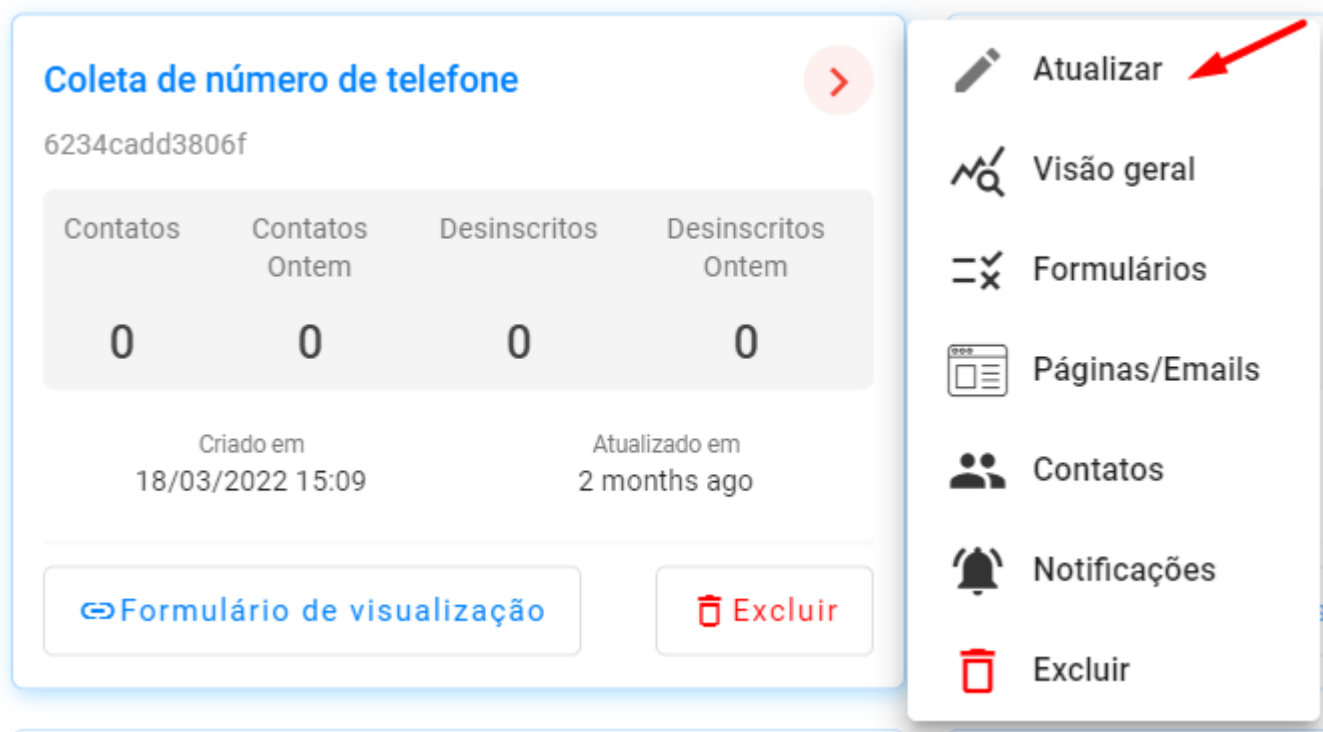 Coleta de número de telefone
6234cadd3806f
Contatos
Contatos
Ontem
Desinscritos
Desinscritos
Ontem
0
0
0
0
Criado em
18/03/2022 15:09
Atualizado em
2 months ago
Formulário de visualização
Excluir
Atualizar
Visão geral
Formulários
Páginas/Emails
Contatos
Notificações
Excluir